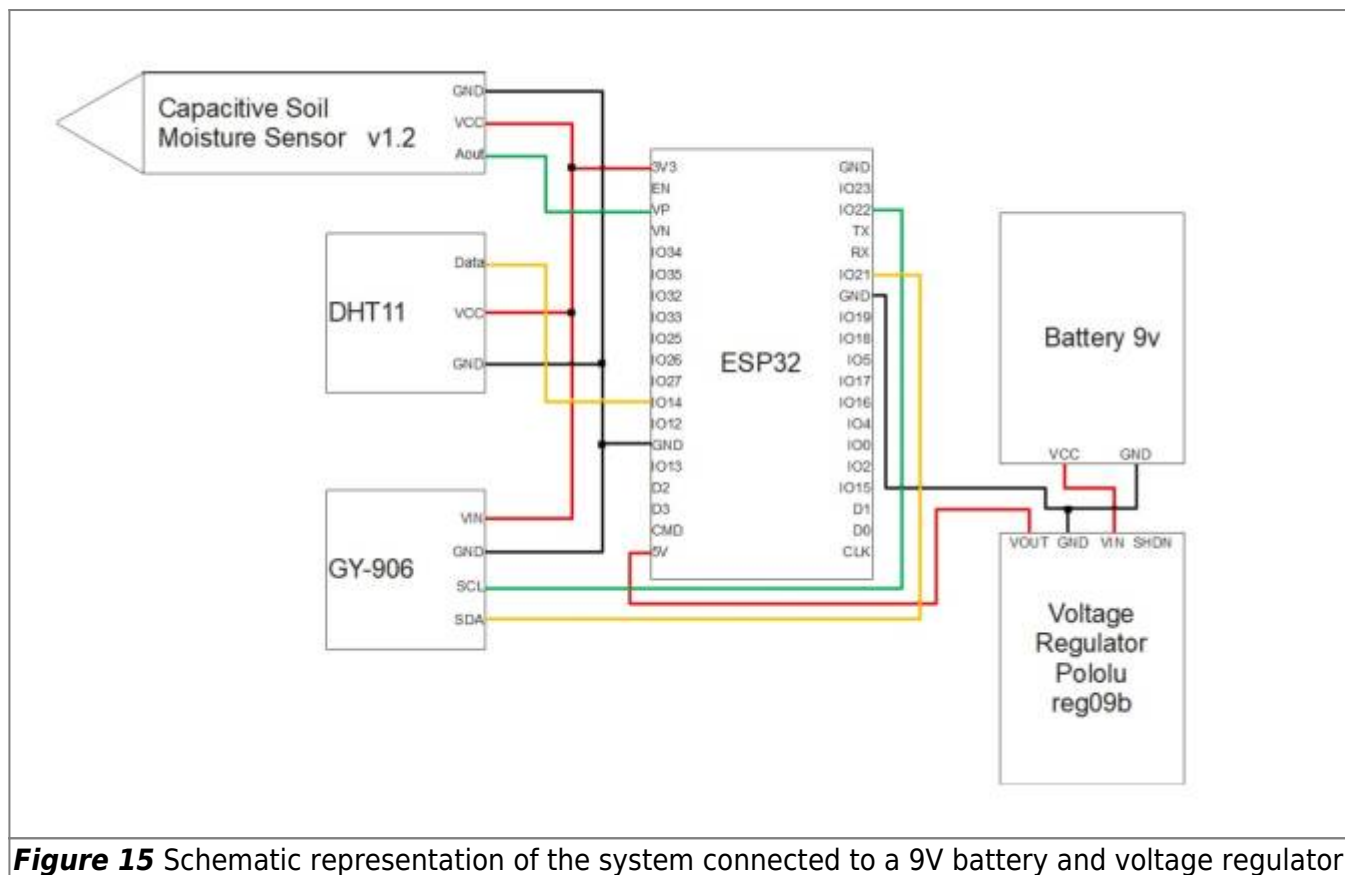 Capacitive Soil
Moisture Sensor v1.2
GND
VCC
Aout
DHT11
Data
VCC
GND
GY-906
VIN
GND
SCL
SDA
ESP32
3V3
EN
VP
VN
IO34
IO35
IO32
IO33
IO25
IO26
IO27
IO14
IO12
GND
IO13
D2
D3
CMD
5V
GND
IO23
IO22
TX
RX
IO21
GND
IO19
IO18
IO5
IO17
IO16
IO4
IO0
IO2
IO15
D1
D0
CLK
Battery 9v
VCC GND
VOUT GND VIN SHDN
Voltage
Regulator
Pololu
reg09b
Figure 15 Schematic representation of the system connected to a 9V battery and voltage regulator